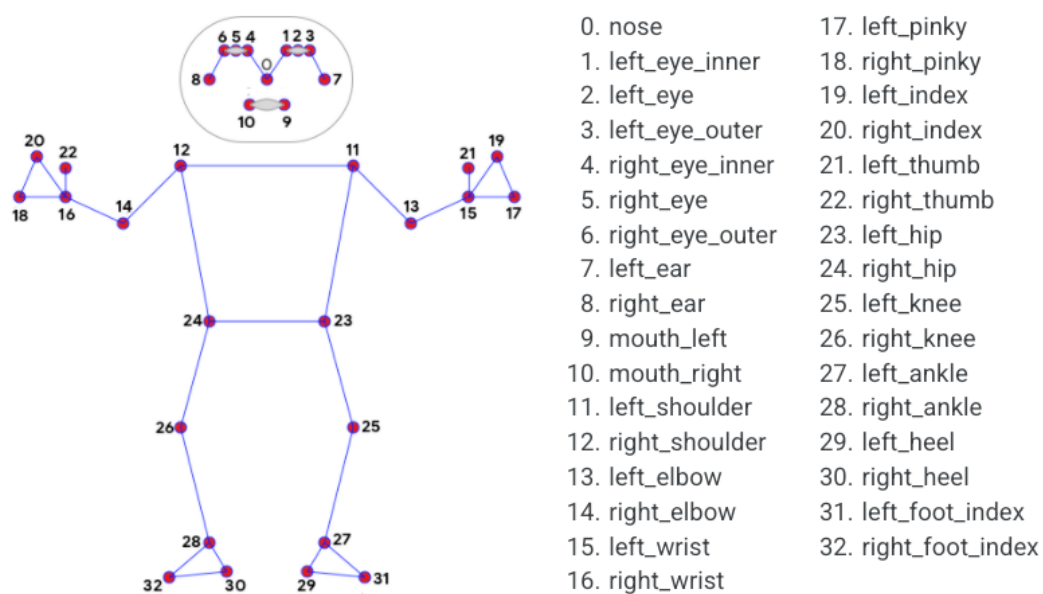 6 5 4 1 2 3
0
8 7
10 9
20 22 12 11 21 19
18 16 14 13 15 17
24 23
26 25
28 27
32 30 29 31
0. nose
1. left_eye_inner
2. left_eye
3. left_eye_outer
4. right_eye_inner
5. right_eye
6. right_eye_outer
7. left_ear
8. right_ear
9. mouth_left
10. mouth_right
11. left_shoulder
12. right_shoulder
13. left_elbow
14. right_elbow
15. left_wrist
16. right_wrist
17. left_pinky
18. right_pinky
19. left_index
20. right_index
21. left_thumb
22. right_thumb
23. left_hip
24. right_hip
25. left_knee
26. right_knee
27. left_ankle
28. right_ankle
29. left_heel
30. right_heel
31. left_foot_index
32. right_foot_index